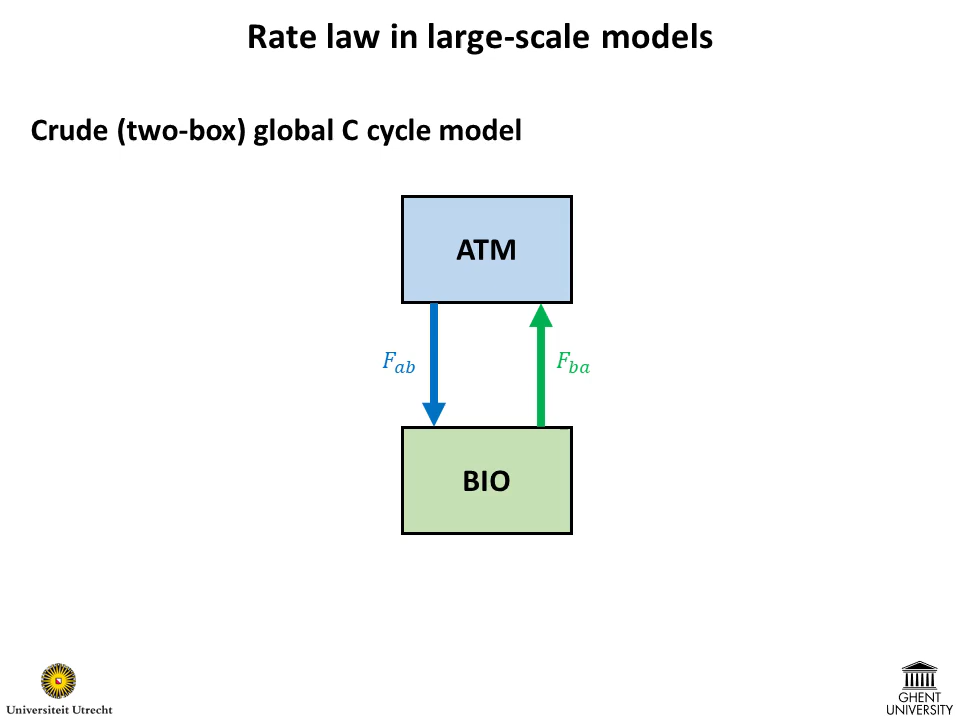 Rate law in large-scale models
Crude (two-box) global C cycle model
ATM
F_ab
F_ba
BIO
Universiteit Utrecht
GHENT
UNIVERSITY